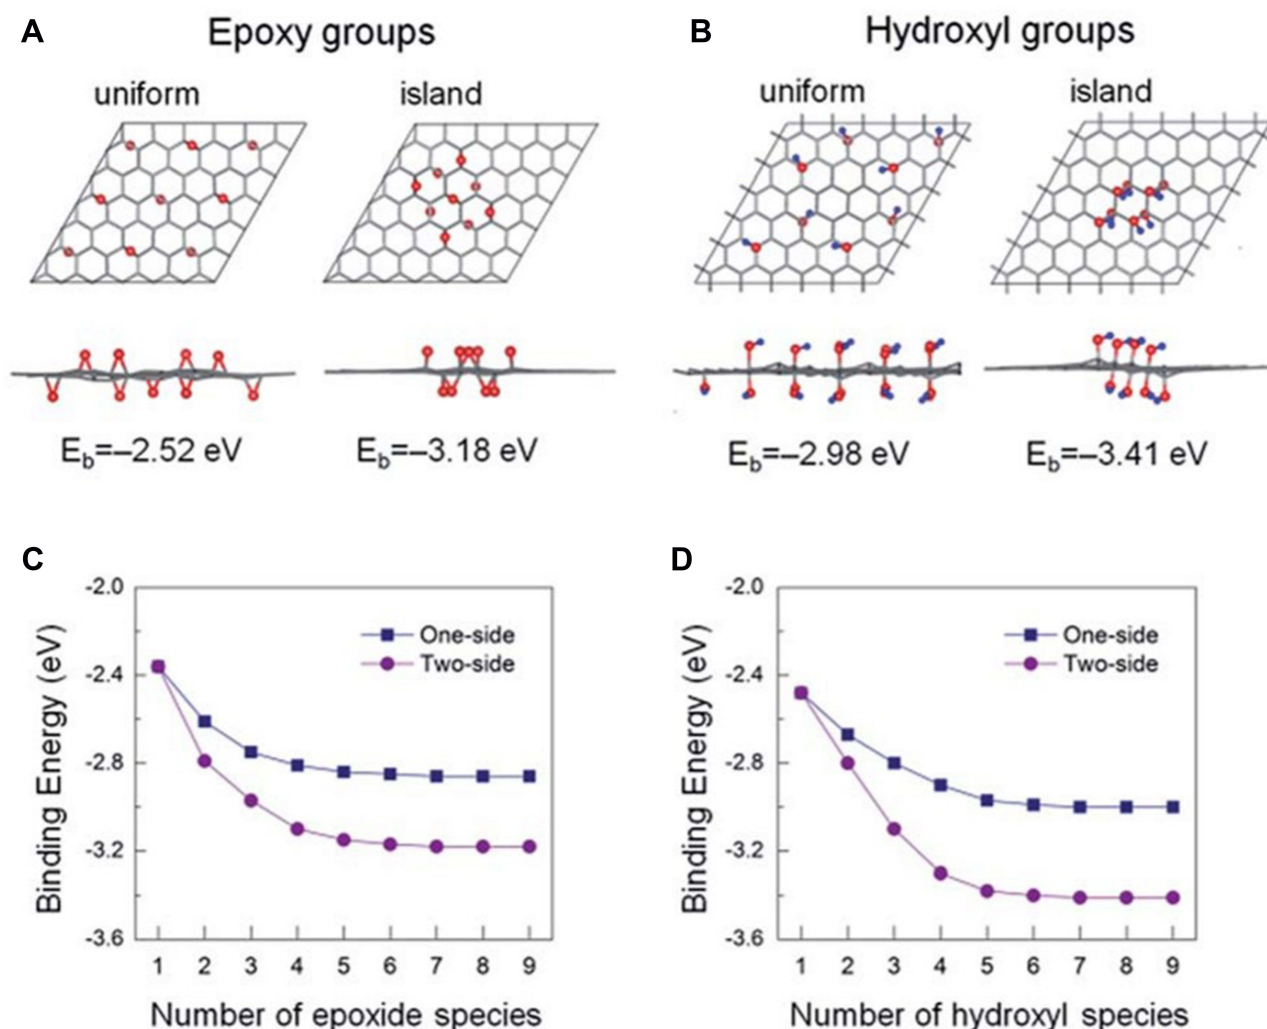 A Epoxy groups
uniform island
E_b=–2.52 eV E_b=–3.18 eV
B Hydroxyl groups
uniform island
E_b=–2.98 eV E_b=–3.41 eV
C
Binding Energy (eV)
-2.0
-2.4
-2.8
-3.2
-3.6
One-side
Two-side
1 2 3 4 5 6 7 8 9
Number of epoxide species
D
Binding Energy (eV)
-2.0
-2.4
-2.8
-3.2
-3.6
One-side
Two-side
1 2 3 4 5 6 7 8 9
Number of hydroxyl species